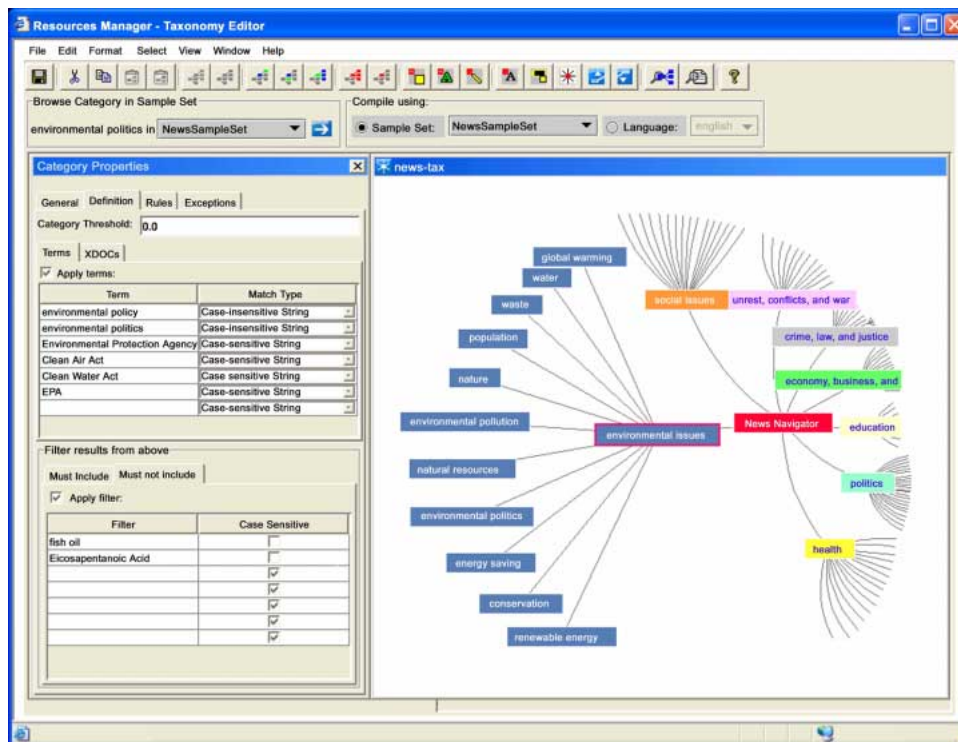 Resources Manager - Taxonomy Editor
File Edit Format Select View Window Help
Browse Category in Sample Set
environmental politics in NewsSampleSet
Compile using:
Sample Set: NewsSampleSet
Language: english
Category Properties
General Definition Rules Exceptions
Category Threshold: 0.0
Terms XDOCs
Apply terms:
Term Match Type
environmental policy Case-insensitive String
environmental politics Case-insensitive String
Environmental Protection Agency Case-sensitive String
Clean Air Act Case-sensitive String
Clean Water Act Case sensitive String
EPA Case-sensitive String
Case-sensitive String
Filter results from above
Must Include Must not include
Apply filter:
Filter Case Sensitive
fish oil
Eicosapentanoic Acid
news-tax
global warming
water
waste
population
nature
environmental pollution
natural resources
environmental politics
energy saving
conservation
renewable energy
environmental issues
social issues
unrest, conflicts, and war
crime, law, and justice
economy, business, and
News Navigator
education
politics
health